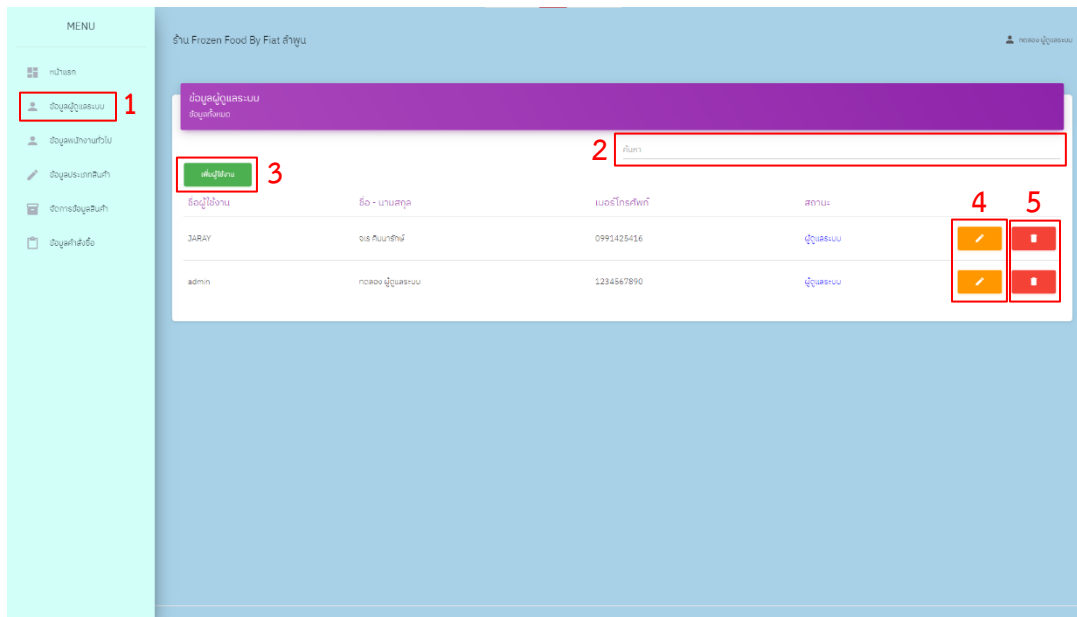 MENU
หน้าแรก
ข้อมูลผู้ดูแลระบบ
1
ข้อมูลพนักงานทั่วไป
ข้อมูลประเภทสินค้า
จัดการข้อมูลสินค้า
ข้อมูลคำสั่งซื้อ
ร้าน Frozen Food By Fiat ลำพูน
ทดลอง ผู้ดูแลระบบ
ข้อมูลผู้ดูแลระบบ
ข้อมูลทั้งหมด
2
ค้นหา
เพิ่มผู้ใช้งาน
3
ชื่อผู้ใช้งาน ชื่อ - นามสกุล เบอร์โทรศัพท์ สถานะ 4 5
JARAY จเร กินนารักษ์ 0991425416 ผู้ดูแลระบบ
admin ทดลอง ผู้ดูแลระบบ 1234567890 ผู้ดูแลระบบ